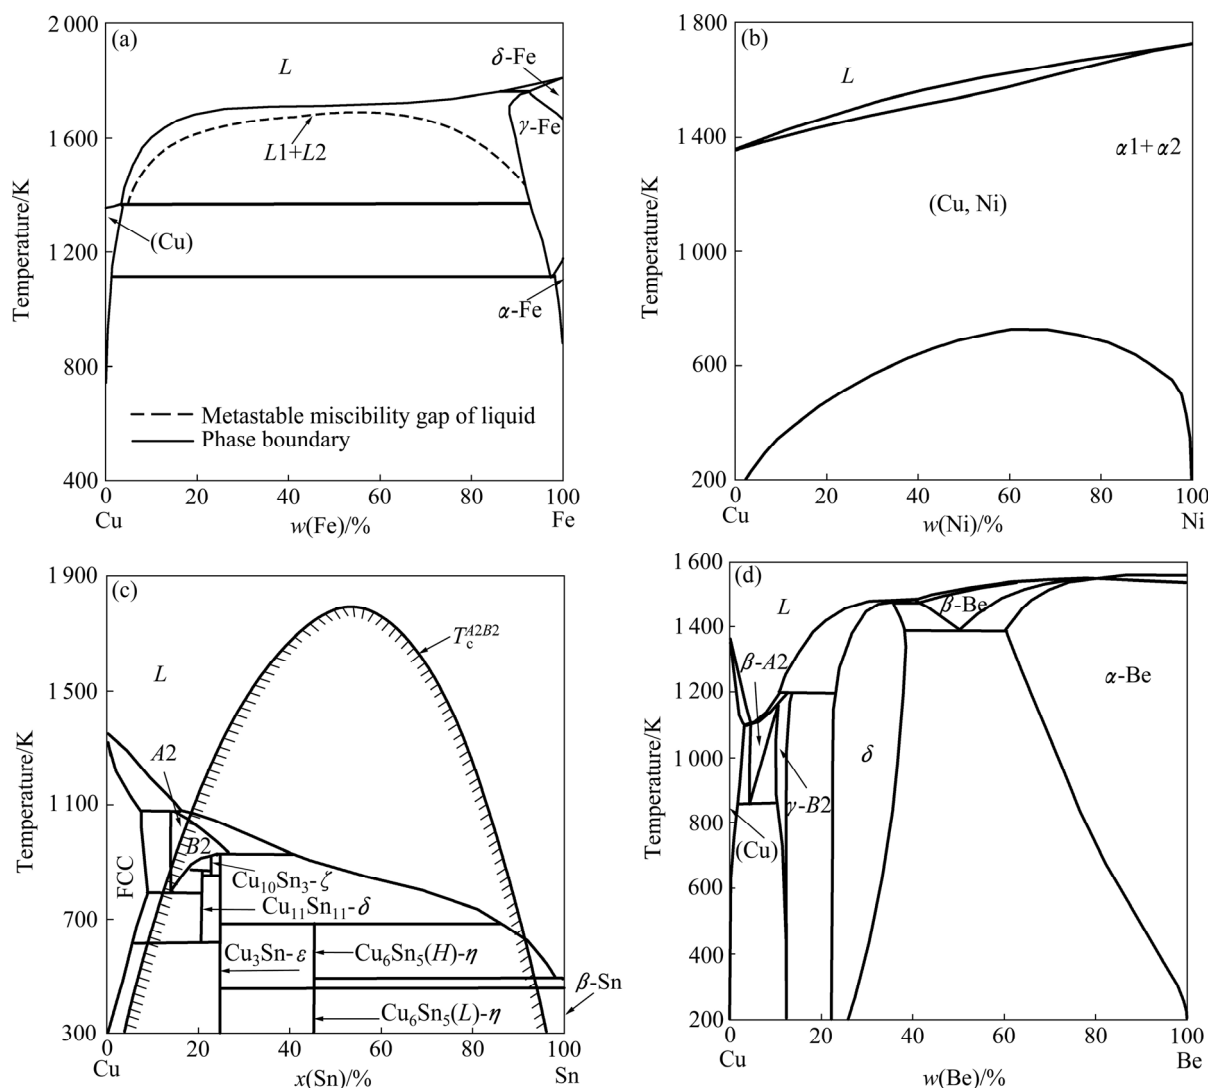 (a)
2 000
1 600
1 200
800
400
Temperature/K
L
δ-Fe
γ-Fe
L1+L2
(Cu)
α-Fe
Metastable miscibility gap of liquid
Phase boundary
0 20 40 60 80 100
Cu w(Fe)/% Fe
(b)
1 800
1 400
1 000
600
200
Temperature/K
L
α1+α2
(Cu, Ni)
0 20 40 60 80 100
Cu w(Ni)/% Ni
(c)
1 900
1 500
1 100
700
300
Temperature/K
L
T_c^{A2B2}
A2
B2
FCC
Cu10Sn3-ζ
Cu11Sn11-δ
Cu3Sn-ε
Cu6Sn5(H)-η
β-Sn
Cu6Sn5(L)-η
0 20 40 60 80 100
Cu x(Sn)/% Sn
(d)
1 600
1 400
1 200
1 000
800
600
400
200
Temperature/K
L
β-Be
β-A2
α-Be
δ
γ-B2
(Cu)
0 20 40 60 80 100
Cu w(Be)/% Be